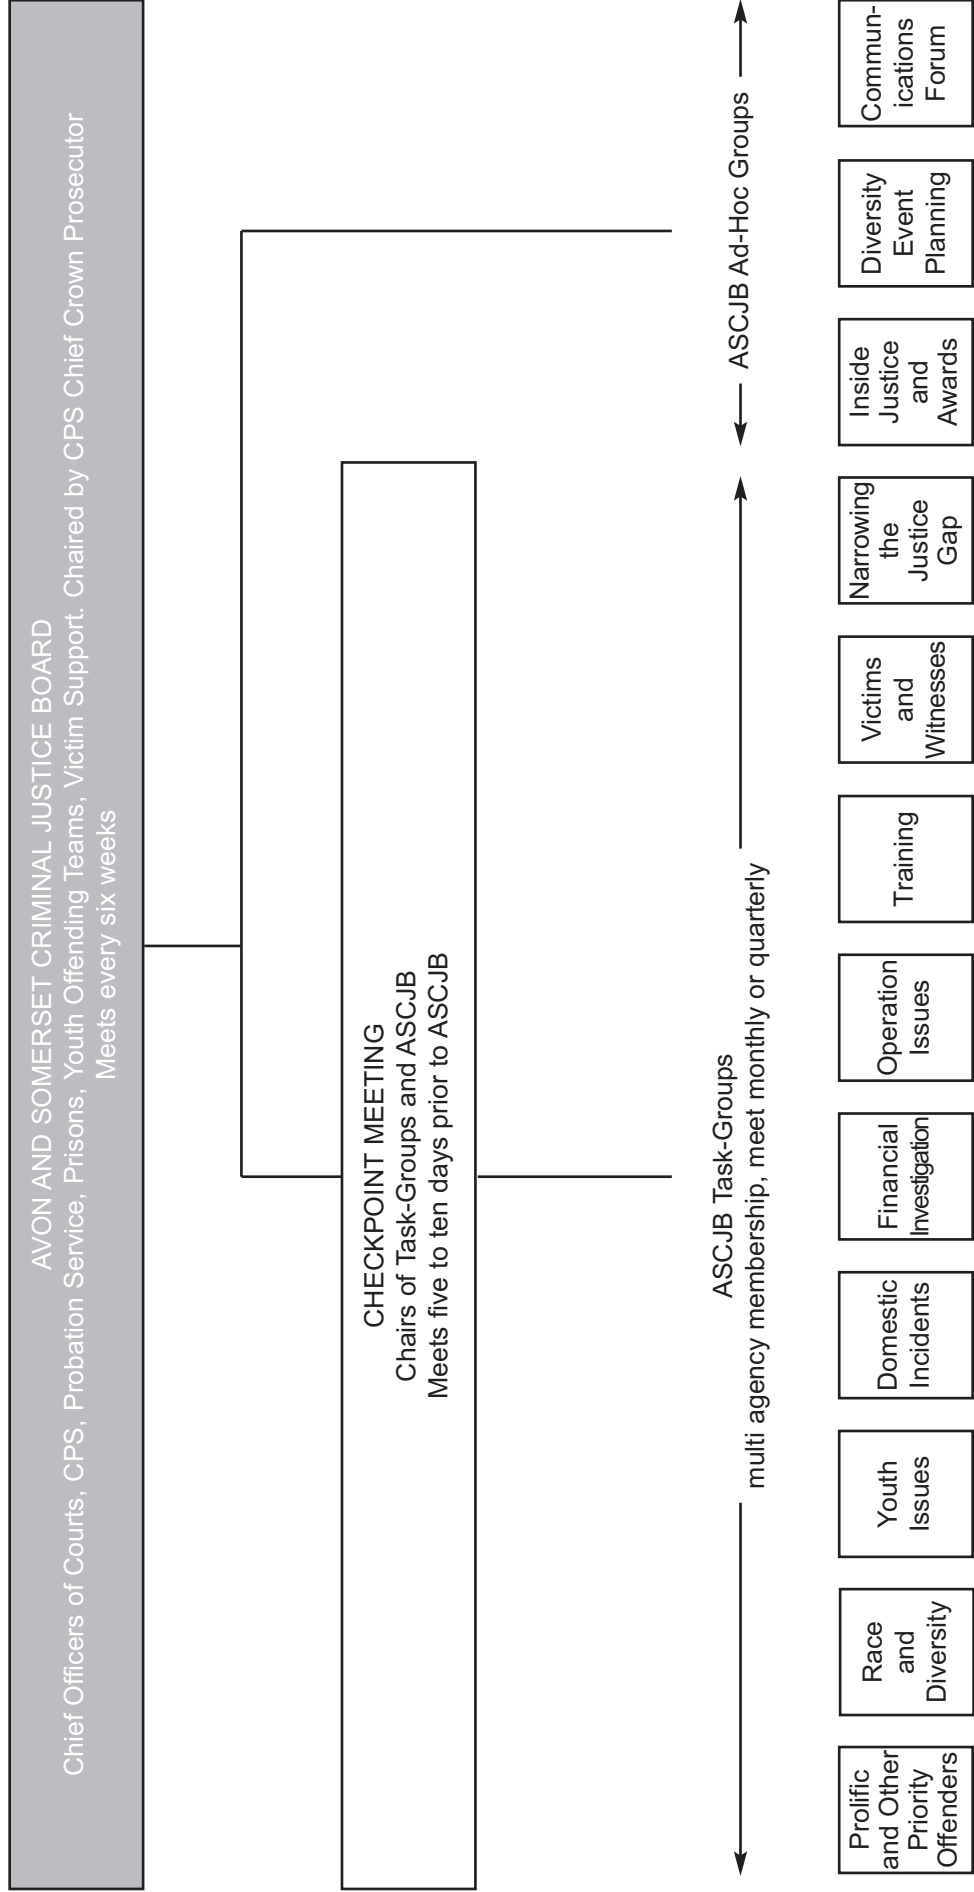 AVON AND SOMERSET CRIMINAL JUSTICE BOARD
Chief Officers of Courts, CPS, Probation Service, Prisons, Youth Offending Teams, Victim Support. Chaired by CPS Chief Crown Prosecutor
Meets every six weeks
CHECKPOINT MEETING
Chairs of Task-Groups and ASCJB
Meets five to ten days prior to ASCJB
ASCJB Task-Groups
multi agency membership, meet monthly or quarterly
ASCJB Ad-Hoc Groups
Prolific
and Other
Priority
Offenders
Race
and
Diversity
Youth
Issues
Domestic
Incidents
Financial
Investigation
Operation
Issues
Training
Victims
and
Witnesses
Narrowing
the
Justice
Gap
Inside
Justice
and
Awards
Diversity
Event
Planning
Commun-
ications
Forum